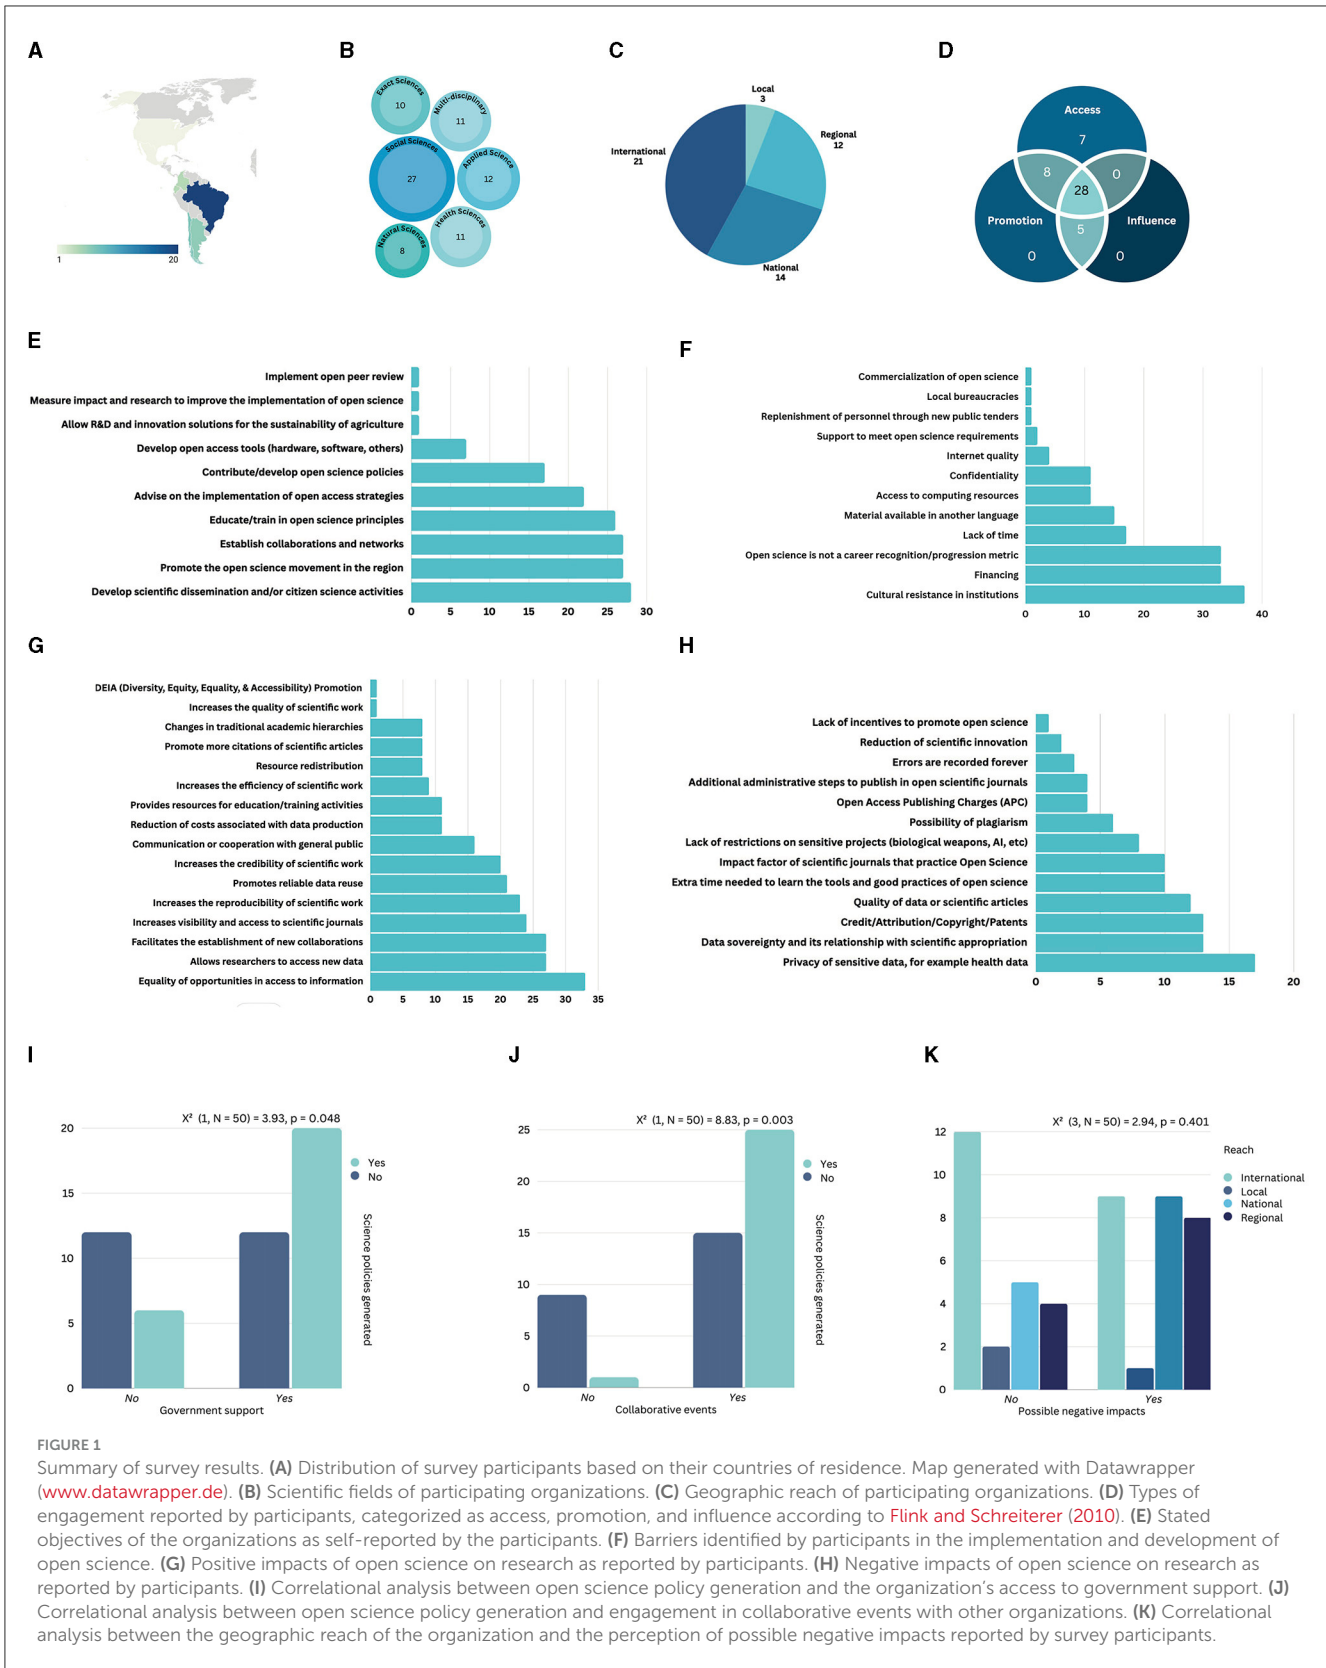 A
1
20
B
Exact Sciences
10
Multi-disciplinary
11
Social Sciences
27
Applied Science
12
Health Sciences
11
Natural Sciences
8
C
Local
3
Regional
12
International
21
National
14
D
Access
7
8
0
28
Promotion
Influence
5
0
0
E
Implement open peer review
Measure impact and research to improve the implementation of open science
Allow R&D and innovation solutions for the sustainability of agriculture
Develop open access tools (hardware, software, others)
Contribute/develop open science policies
Advise on the implementation of open access strategies
Educate/train in open science principles
Establish collaborations and networks
Promote the open science movement in the region
Develop scientific dissemination and/or citizen science activities
0 5 10 15 20 25 30
F
Commercialization of open science
Local bureaucracies
Replenishment of personnel through new public tenders
Support to meet open science requirements
Internet quality
Confidentiality
Access to computing resources
Material available in another language
Lack of time
Open science is not a career recognition/progression metric
Financing
Cultural resistance in institutions
0 10 20 30 40
G
DEIA (Diversity, Equity, Equality, & Accessibility) Promotion
Increases the quality of scientific work
Changes in traditional academic hierarchies
Promote more citations of scientific articles
Resource redistribution
Increases the efficiency of scientific work
Provides resources for education/training activities
Reduction of costs associated with data production
Communication or cooperation with general public
Increases the credibility of scientific work
Promotes reliable data reuse
Increases the reproducibility of scientific work
Increases visibility and access to scientific journals
Facilitates the establishment of new collaborations
Allows researchers to access new data
Equality of opportunities in access to information
0 5 10 15 20 25 30 35
H
Lack of incentives to promote open science
Reduction of scientific innovation
Errors are recorded forever
Additional administrative steps to publish in open scientific journals
Open Access Publishing Charges (APC)
Possibility of plagiarism
Lack of restrictions on sensitive projects (biological weapons, AI, etc)
Impact factor of scientific journals that practice Open Science
Extra time needed to learn the tools and good practices of open science
Quality of data or scientific articles
Credit/Attribution/Copyright/Patents
Data sovereignty and its relationship with scientific appropriation
Privacy of sensitive data, for example health data
0 5 10 15 20
I
X² (1, N = 50) = 3.93, p = 0.048
20
15
10
5
0
No Yes
Government support
Yes
No
Science policies generated
J
X² (1, N = 50) = 8.83, p = 0.003
25
20
15
10
5
0
No Yes
Collaborative events
Yes
No
Science policies generated
K
X² (3, N = 50) = 2.94, p = 0.401
12
10
8
6
4
2
0
No Yes
Possible negative impacts
Reach
International
Local
National
Regional
FIGURE 1
Summary of survey results. (A) Distribution of survey participants based on their countries of residence. Map generated with Datawrapper
(www.datawrapper.de). (B) Scientific fields of participating organizations. (C) Geographic reach of participating organizations. (D) Types of
engagement reported by participants, categorized as access, promotion, and influence according to Flink and Schreiterer (2010). (E) Stated
objectives of the organizations as self-reported by the participants. (F) Barriers identified by participants in the implementation and development of
open science. (G) Positive impacts of open science on research as reported by participants. (H) Negative impacts of open science on research as
reported by participants. (I) Correlational analysis between open science policy generation and the organization's access to government support. (J)
Correlational analysis between open science policy generation and engagement in collaborative events with other organizations. (K) Correlational
analysis between the geographic reach of the organization and the perception of possible negative impacts reported by survey participants.